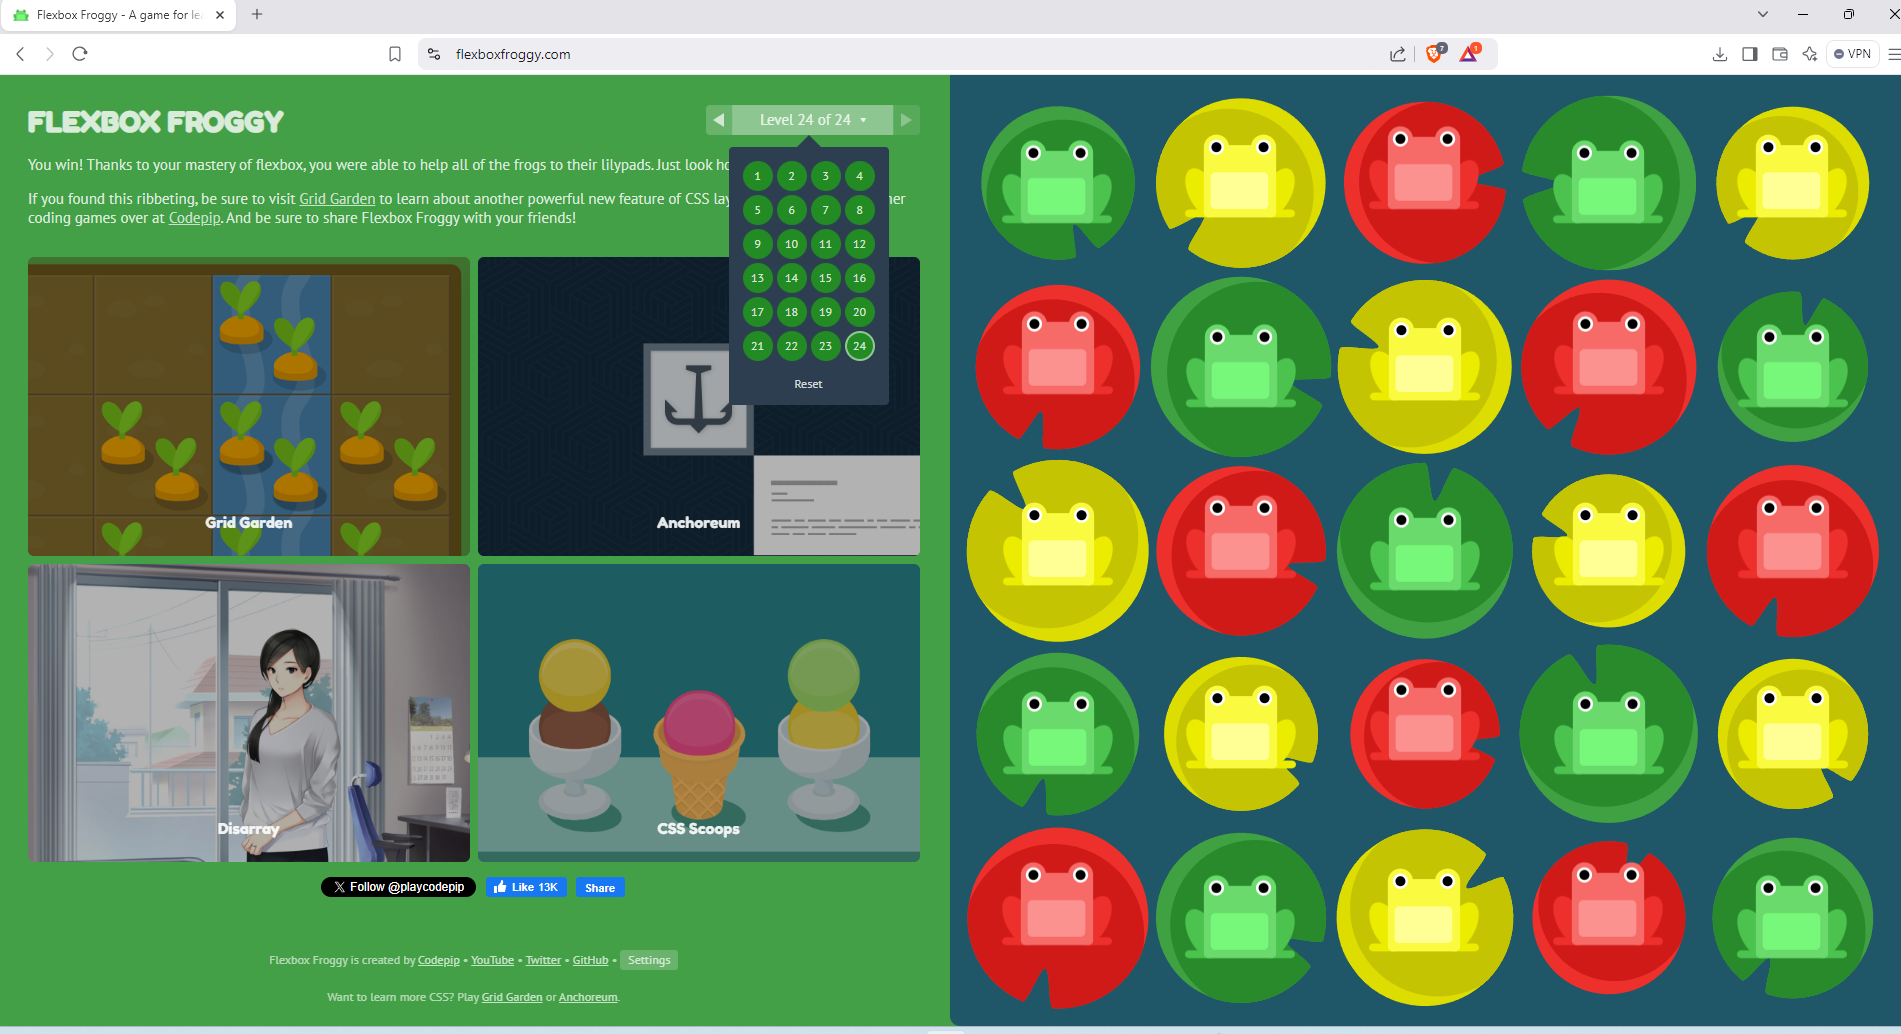 Flexbox Froggy - A game for le
flexboxfroggy.com
7
1
VPN
FLEXBOX FROGGY
Level 24 of 24
You win! Thanks to your mastery of flexbox, you were able to help all of the frogs to their lilypads. Just look
If you found this ribbeting, be sure to visit Grid Garden to learn about another powerful new feature of CSS
coding games over at Codepip. And be sure to share Flexbox Froggy with your friends!
1 2 3 4
5 6 7 8
9 10 11 12
13 14 15 16
17 18 19 20
21 22 23 24
Reset
Grid Garden
Anchoreum
Disarray
CSS Scoops
X Follow @playcodepip
Like 13K
Share
Flexbox Froggy is created by Codepip • YouTube • Twitter • GitHub • Settings
Want to learn more CSS? Play Grid Garden or Anchoreum.